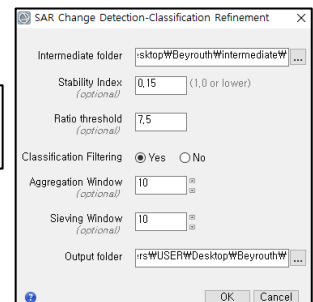 SAR Change Detection-Classification Refinement
Intermediate folder :sktop₩Beyrouth₩intermediate₩ ...
Stability Index 0,15 (1,0 or lower)
(optional)
Ratio threshold 7,5
(optional)
Classification Filtering Yes No
Aggregation Window 10
(optional)
Sieving Window 10
(optional)
Output folder :rs₩USER₩Desktop₩Beyrouth₩ ...
? OK Cancel